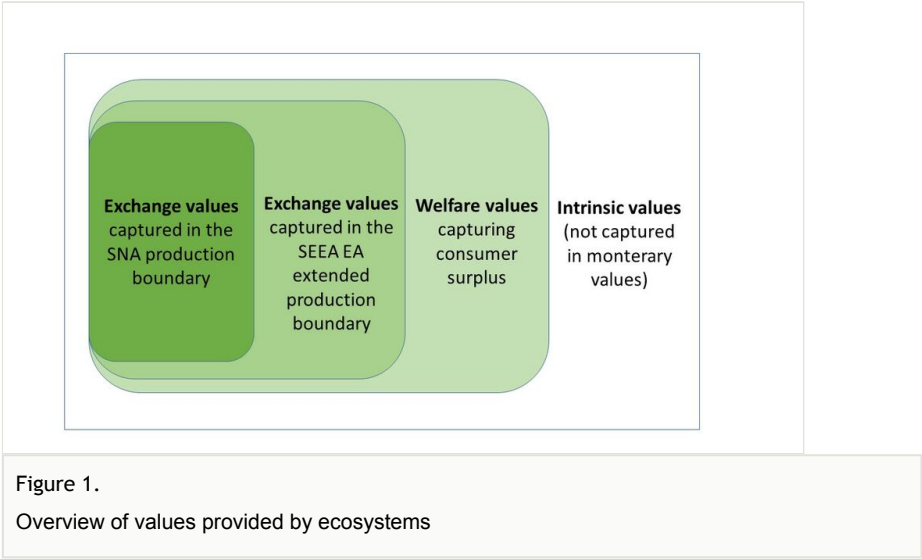 Exchange values
captured in the
SNA production
boundary
Exchange values
captured in the
SEEA EA
extended
production
boundary
Welfare values
capturing
consumer
surplus
Intrinsic values
(not captured
in monterary
values)
Figure 1.
Overview of values provided by ecosystems